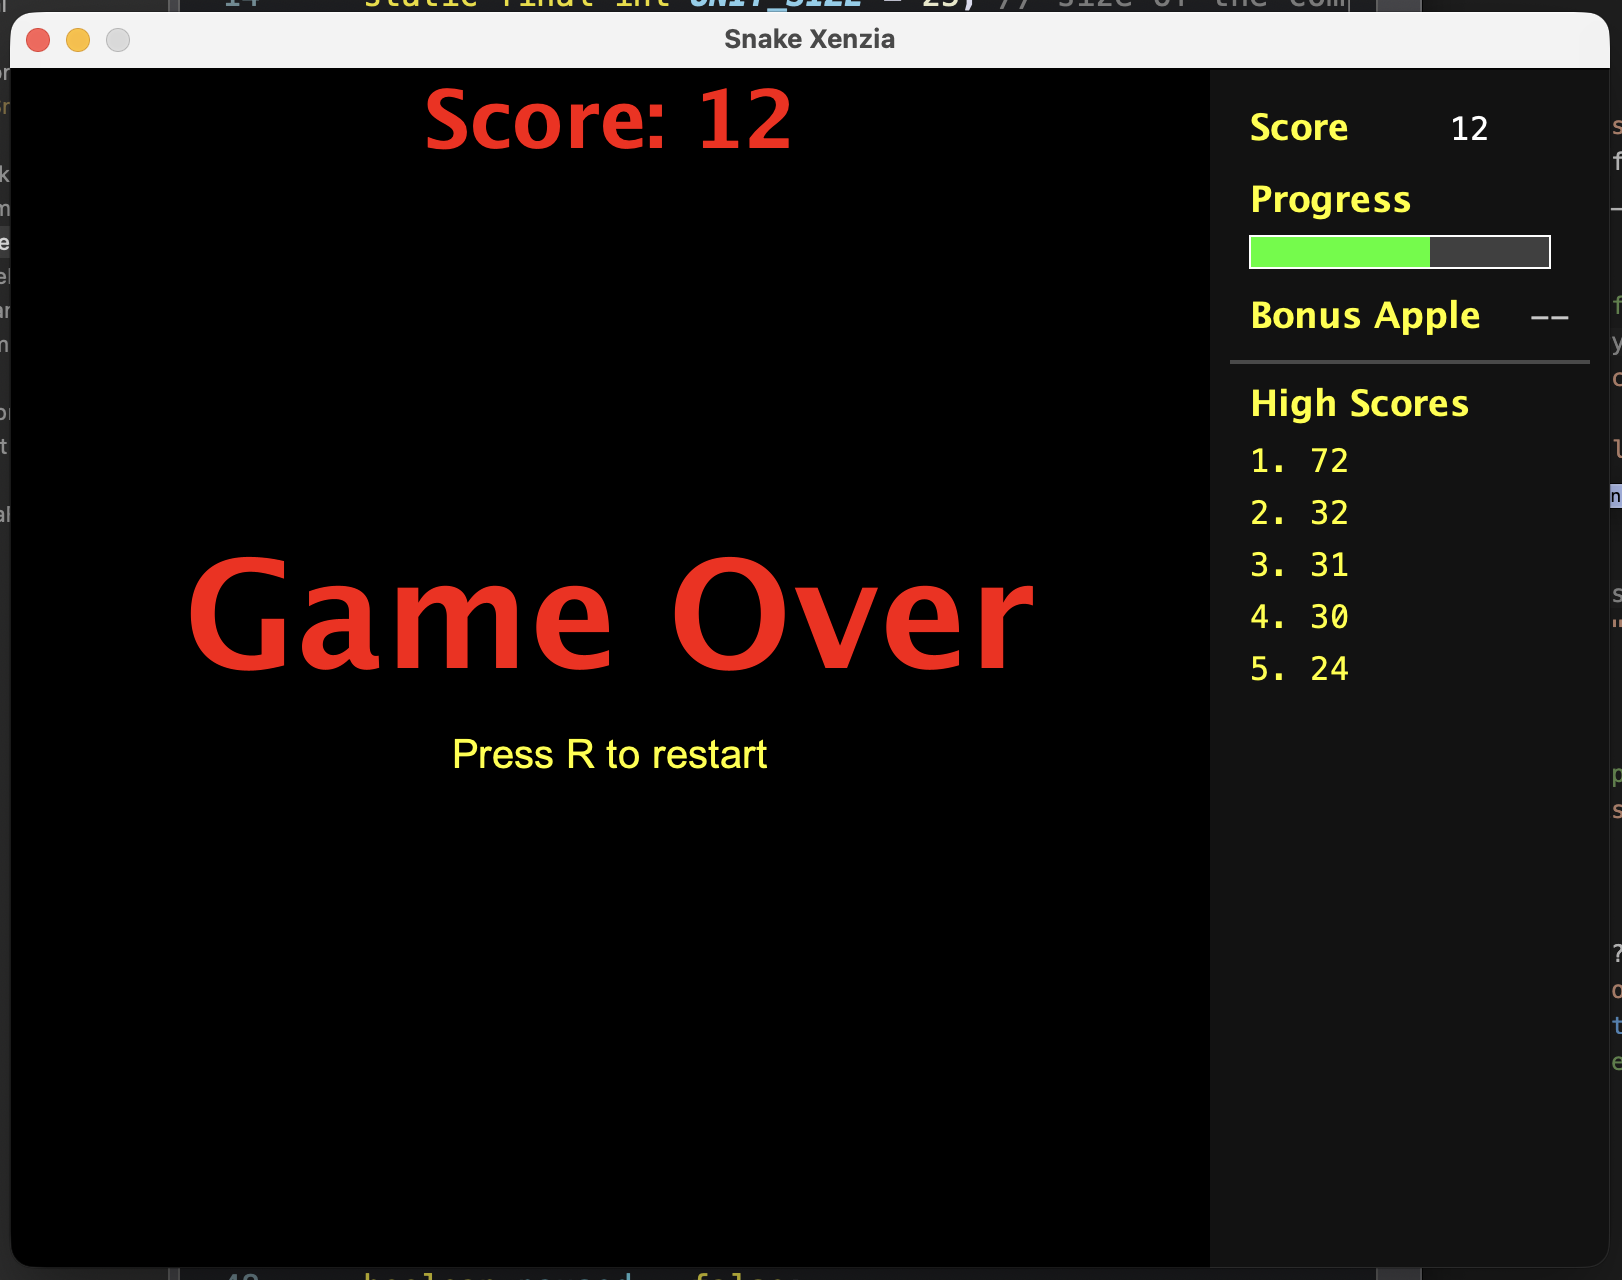 Snake Xenzia
Score: 12
Game Over
Press R to restart
Score 12
Progress
Bonus Apple --
High Scores
1. 72
2. 32
3. 31
4. 30
5. 24